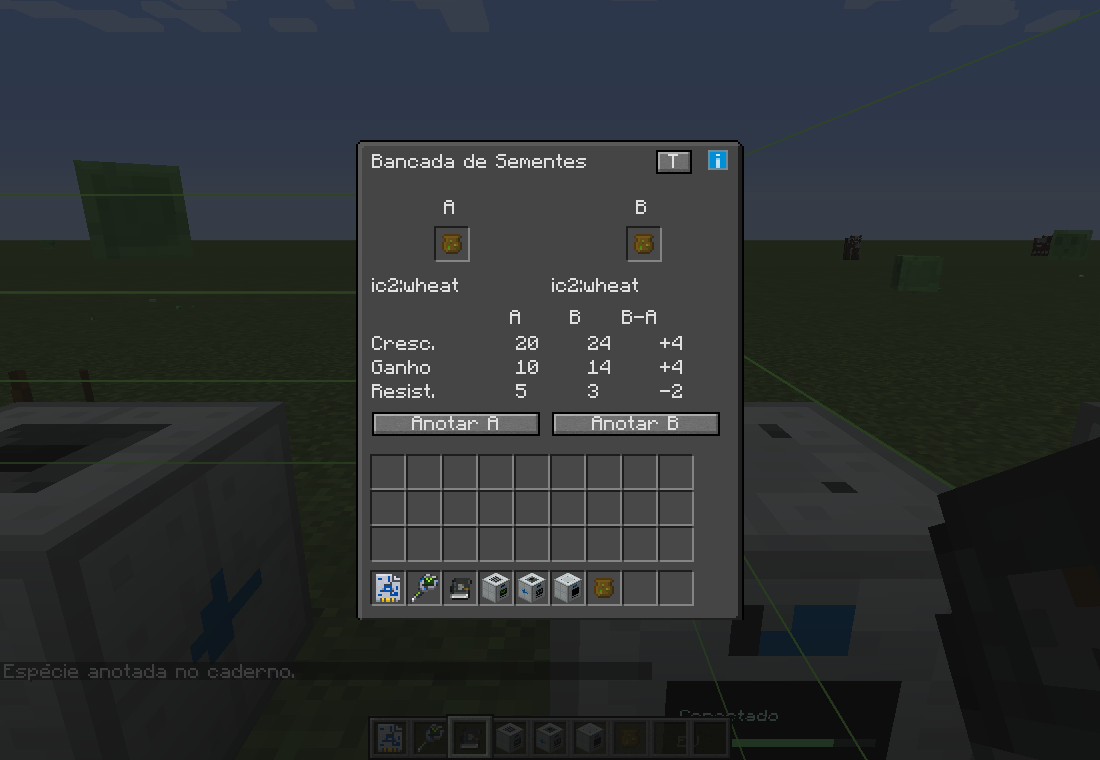 Bancada de Sementes T i
A B
ic2:wheat ic2:wheat
A B B-A
Cresc. 20 24 +4
Ganho 10 14 +4
Resist. 5 3 -2
Anotar A Anotar B
Espécie anotada no caderno.
Conectado